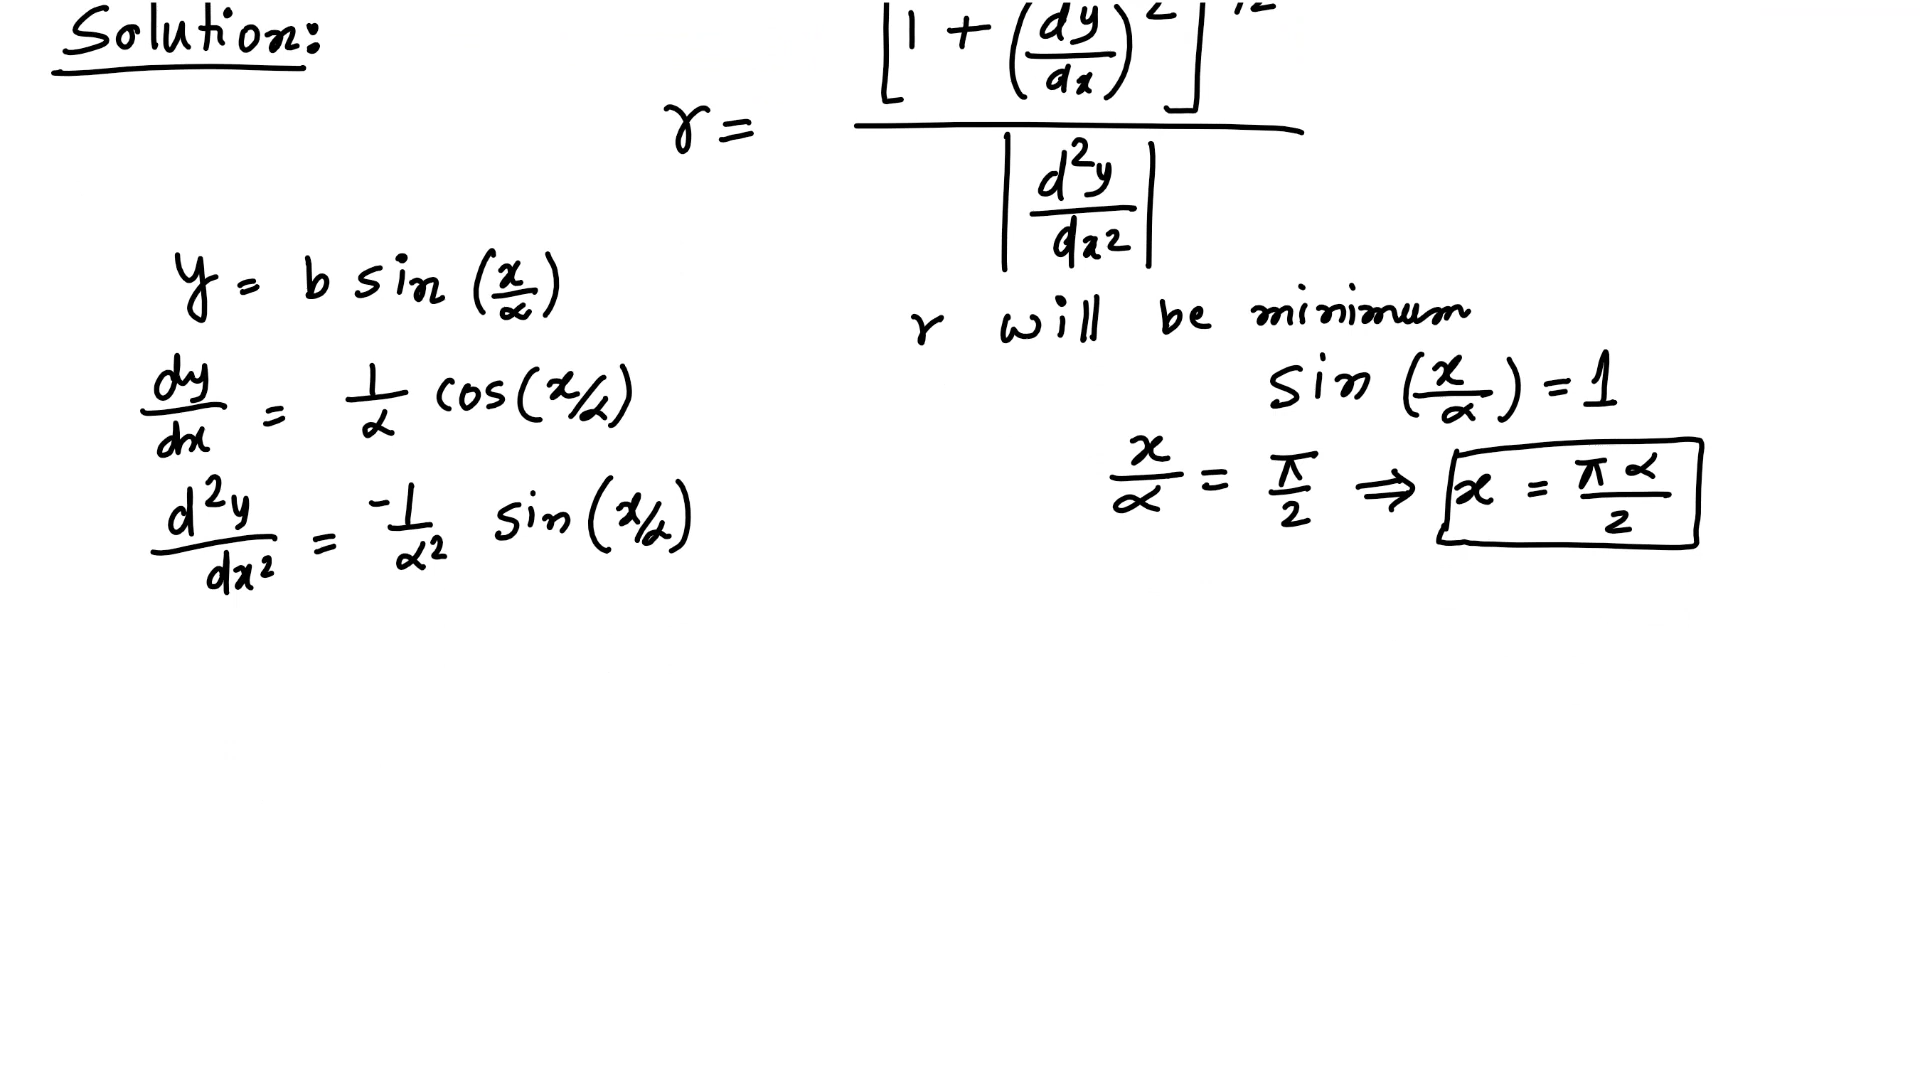 Solution:
r = [1 + (dy/dx)^2]^3/2 / |d²y/dx²|
y = b sin (x/α)
dy/dx = 1/α cos(x/α)
d²y/dx² = -1/α² sin(x/α)
r will be minimum
sin (x/α) = 1
x/α = π/2 ⇒ x = πα/2